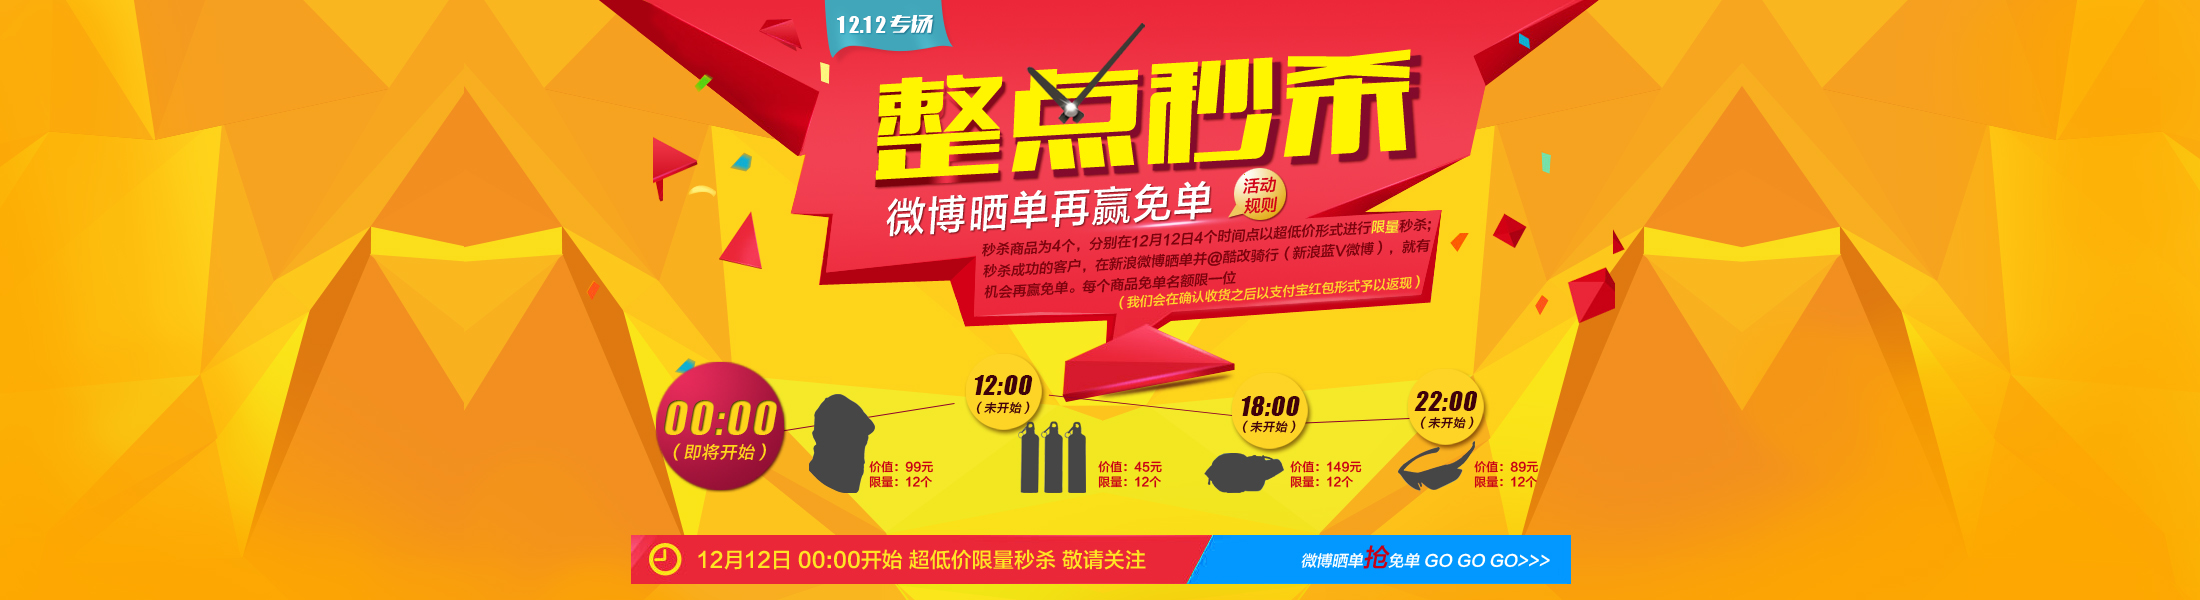 12.12专场
整点秒杀
微博晒单再赢免单
活动
规则
秒杀商品为4个，分别在12月12日4个时间点以超低价形式进行限量秒杀；
秒杀成功的客户，在新浪微博晒单并@酷改骑行（新浪蓝V微博），就有
机会再赢免单。每个商品免单名额限一位
（我们会在确认收货之后以支付宝红包形式予以返现）
00:00
（即将开始）
价值：99元
限量：12个
12:00
（未开始）
价值：45元
限量：12个
18:00
（未开始）
价值：149元
限量：12个
22:00
（未开始）
价值：89元
限量：12个
12月12日 00:00开始 超低价限量秒杀 敬请关注
微博晒单抢免单 GO GO GO>>>